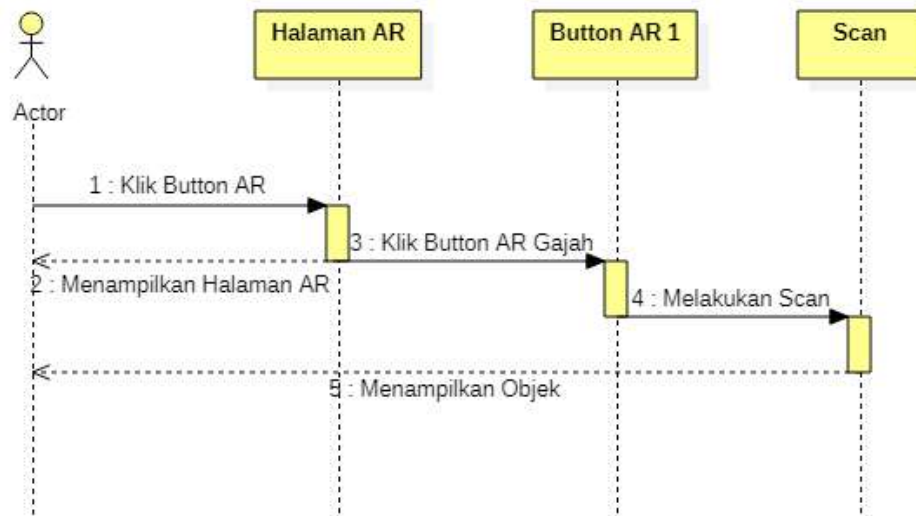 Halaman AR
Button AR 1
Scan
Actor
1 : Klik Button AR
3 : Klik Button AR Gajah
2 : Menampilkan Halaman AR
4 : Melakukan Scan
5 : Menampilkan Objek